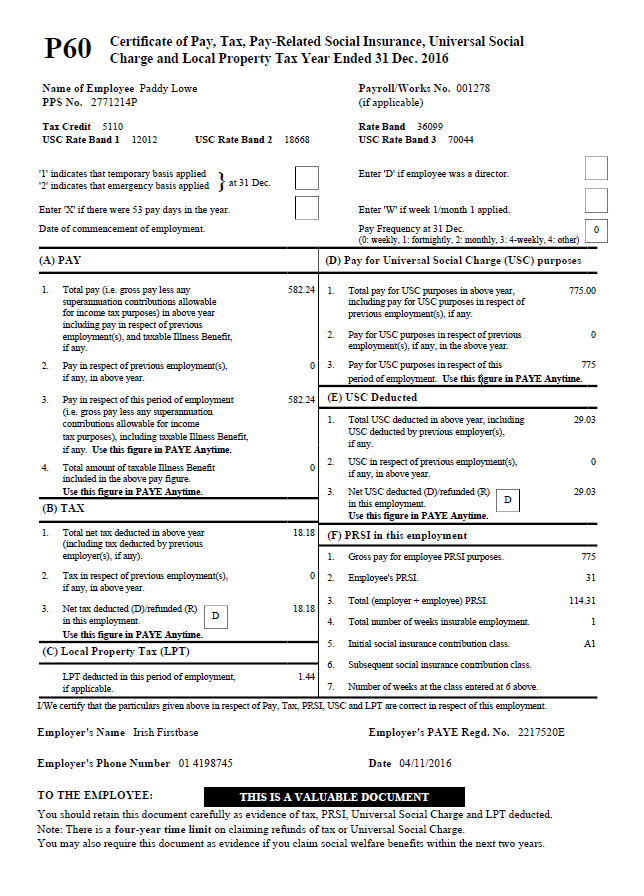 P60 Certificate of Pay, Tax, Pay-Related Social Insurance, Universal Social
Charge and Local Property Tax Year Ended 31 Dec. 2016
Name of Employee Paddy Lowe
PPS No. 2771214P
Payroll/Works No. 001278
(if applicable)
Tax Credit 5110
USC Rate Band 1 12012 USC Rate Band 2 18668
Rate Band 36099
USC Rate Band 3 70044
'1' indicates that temporary basis applied
'2' indicates that emergency basis applied } at 31 Dec.
Enter 'D' if employee was a director.
Enter 'X' if there were 53 pay days in the year.
Enter 'W' if week 1/month 1 applied.
Date of commencement of employment.
Pay Frequency at 31 Dec. 0
(0: weekly, 1: fortnightly, 2: monthly, 3: 4-weekly, 4: other)
(A) PAY
1. Total pay (i.e. gross pay less any 582.24
superannuation contributions allowable
for income tax purposes) in above year
including pay in respect of previous
employment(s), and taxable Illness Benefit,
if any.
2. Pay in respect of previous employment(s), 0
if any, in above year.
3. Pay in respect of this period of employment 582.24
(i.e. gross pay less any superannuation
contributions allowable for income
tax purposes), including taxable Illness Benefit,
if any. Use this figure in PAYE Anytime.
4. Total amount of taxable Illness Benefit 0
included in the above pay figure.
Use this figure in PAYE Anytime.
(B) TAX
1. Total net tax deducted in above year 18.18
(including tax deducted by previous
employer(s), if any).
2. Tax in respect of previous employment(s), 0
if any, in above year.
3. Net tax deducted (D)/refunded (R) D 18.18
in this employment.
Use this figure in PAYE Anytime.
(C) Local Property Tax (LPT)
LPT deducted in this period of employment, 1.44
if applicable.
(D) Pay for Universal Social Charge (USC) purposes
1. Total pay for USC purposes in above year, 775.00
including pay for USC purposes in respect of
previous employment(s), if any.
2. Pay for USC purposes in respect of previous 0
employment(s), if any, in the above year.
3. Pay for USC purposes in respect of this 775
period of employment. Use this figure in PAYE Anytime.
(E) USC Deducted
1. Total USC deducted in above year, including 29.03
USC deducted by previous employer(s),
if any.
2. USC in respect of previous employment(s), 0
if any, in above year.
3. Net USC deducted (D)/refunded (R) D 29.03
in this employment.
Use this figure in PAYE Anytime.
(F) PRSI in this employment
1. Gross pay for employee PRSI purposes. 775
2. Employee's PRSI. 31
3. Total (employer + employee) PRSI. 114.31
4. Total number of weeks insurable employment. 1
5. Initial social insurance contribution class. A1
6. Subsequent social insurance contribution class.
7. Number of weeks at the class entered at 6 above.
I/We certify that the particulars given above in respect of Pay, Tax, PRSI, USC and LPT are correct in respect of this employment.
Employer's Name Irish Firstbase
Employer's PAYE Regd. No. 2217520E
Employer's Phone Number 01 4198745
Date 04/11/2016
TO THE EMPLOYEE: THIS IS A VALUABLE DOCUMENT
You should retain this document carefully as evidence of tax, PRSI, Universal Social Charge and LPT deducted.
Note: There is a four-year time limit on claiming refunds of tax or Universal Social Charge.
You may also require this document as evidence if you claim social welfare benefits within the next two years.